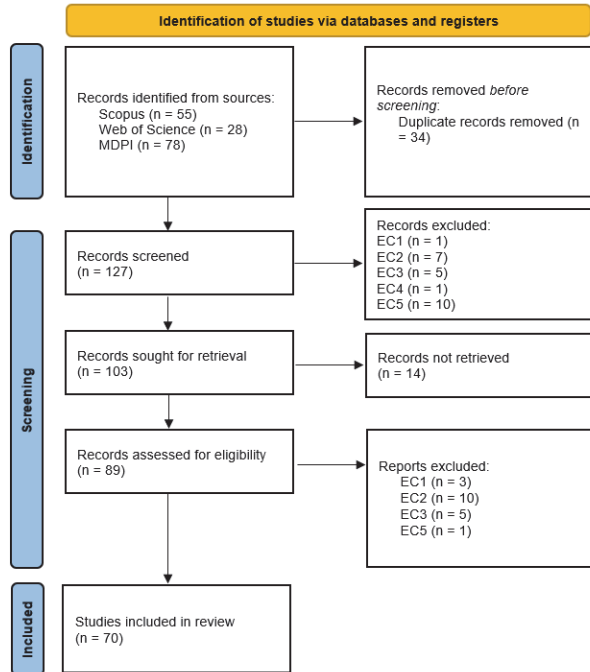 Identification of studies via databases and registers
Identification
Records identified from sources:
Scopus (n = 55)
Web of Science (n = 28)
MDPI (n = 78)
Records removed before
screening:
Duplicate records removed (n
= 34)
Screening
Records screened
(n = 127)
Records excluded:
EC1 (n = 1)
EC2 (n = 7)
EC3 (n = 5)
EC4 (n = 1)
EC5 (n = 10)
Records sought for retrieval
(n = 103)
Records not retrieved
(n = 14)
Records assessed for eligibility
(n = 89)
Reports excluded:
EC1 (n = 3)
EC2 (n = 10)
EC3 (n = 5)
EC5 (n = 1)
Included
Studies included in review
(n = 70)